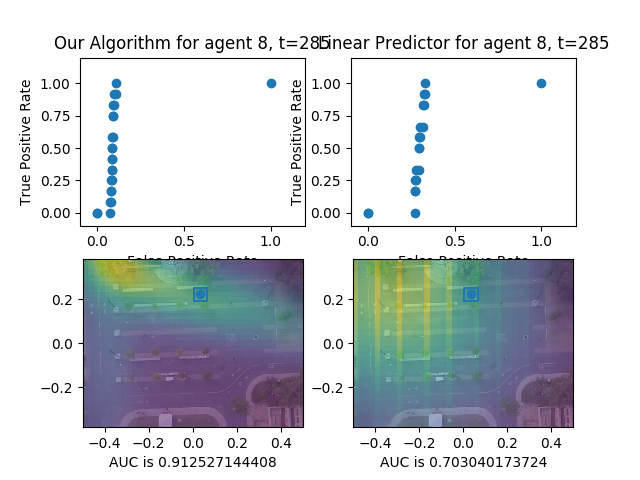 Our Algorithm for agent 8, t=285
Linear Predictor for agent 8, t=285
True Positive Rate
1.00
0.75
0.50
0.25
0.00
0.0 0.5 1.0
False Positive Rate
True Positive Rate
1.00
0.75
0.50
0.25
0.00
0.0 0.5 1.0
False Positive Rate
0.2
0.0
−0.2
−0.4 −0.2 0.0 0.2 0.4
AUC is 0.912527144408
0.2
0.0
−0.2
−0.4 −0.2 0.0 0.2 0.4
AUC is 0.703040173724